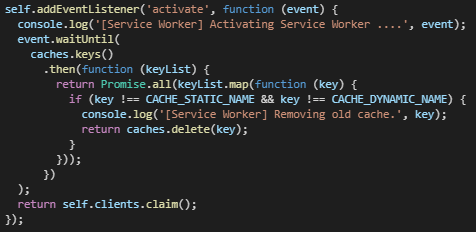 self.addEventListener('activate', function (event) {
  console.log('[Service Worker] Activating Service Worker ....', event);
  event.waitUntil(
    caches.keys()
      .then(function (keyList) {
        return Promise.all(keyList.map(function (key) {
          if (key !== CACHE_STATIC_NAME && key !== CACHE_DYNAMIC_NAME) {
            console.log('[Service Worker] Removing old cache.', key);
            return caches.delete(key);
          }
        }));
      })
  );
  return self.clients.claim();
});